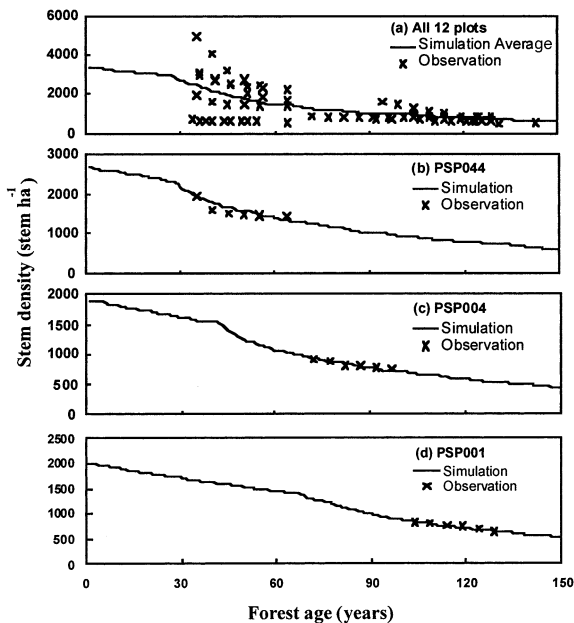 Stem density (stem ha⁻¹)
6000
4000
2000
0
(a) All 12 plots
Simulation Average
Observation
3000
2000
1000
0
(b) PSP044
Simulation
Observation
2000
1500
1000
500
0
(c) PSP004
Simulation
Observation
2500
2000
1500
1000
500
0
(d) PSP001
Simulation
Observation
0 30 60 90 120 150
Forest age (years)